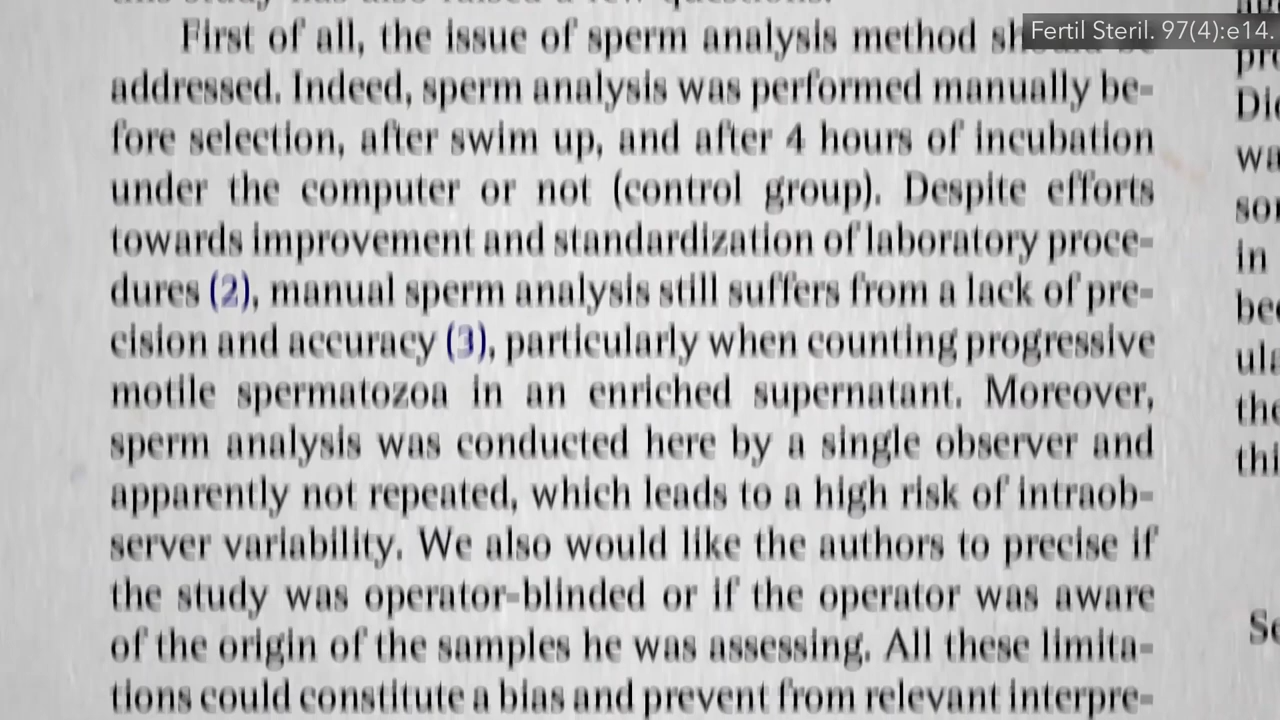 Fertil Steril. 97(4):e14.
First of all, the issue of sperm analysis method should be
addressed. Indeed, sperm analysis was performed manually be-
fore selection, after swim up, and after 4 hours of incubation
under the computer or not (control group). Despite efforts
towards improvement and standardization of laboratory proce-
dures (2), manual sperm analysis still suffers from a lack of pre-
cision and accuracy (3), particularly when counting progressive
motile spermatozoa in an enriched supernatant. Moreover,
sperm analysis was conducted here by a single observer and
apparently not repeated, which leads to a high risk of intraob-
server variability. We also would like the authors to precise if
the study was operator-blinded or if the operator was aware
of the origin of the samples he was assessing. All these limita-
tions could constitute a bias and prevent from relevant interpre-
in